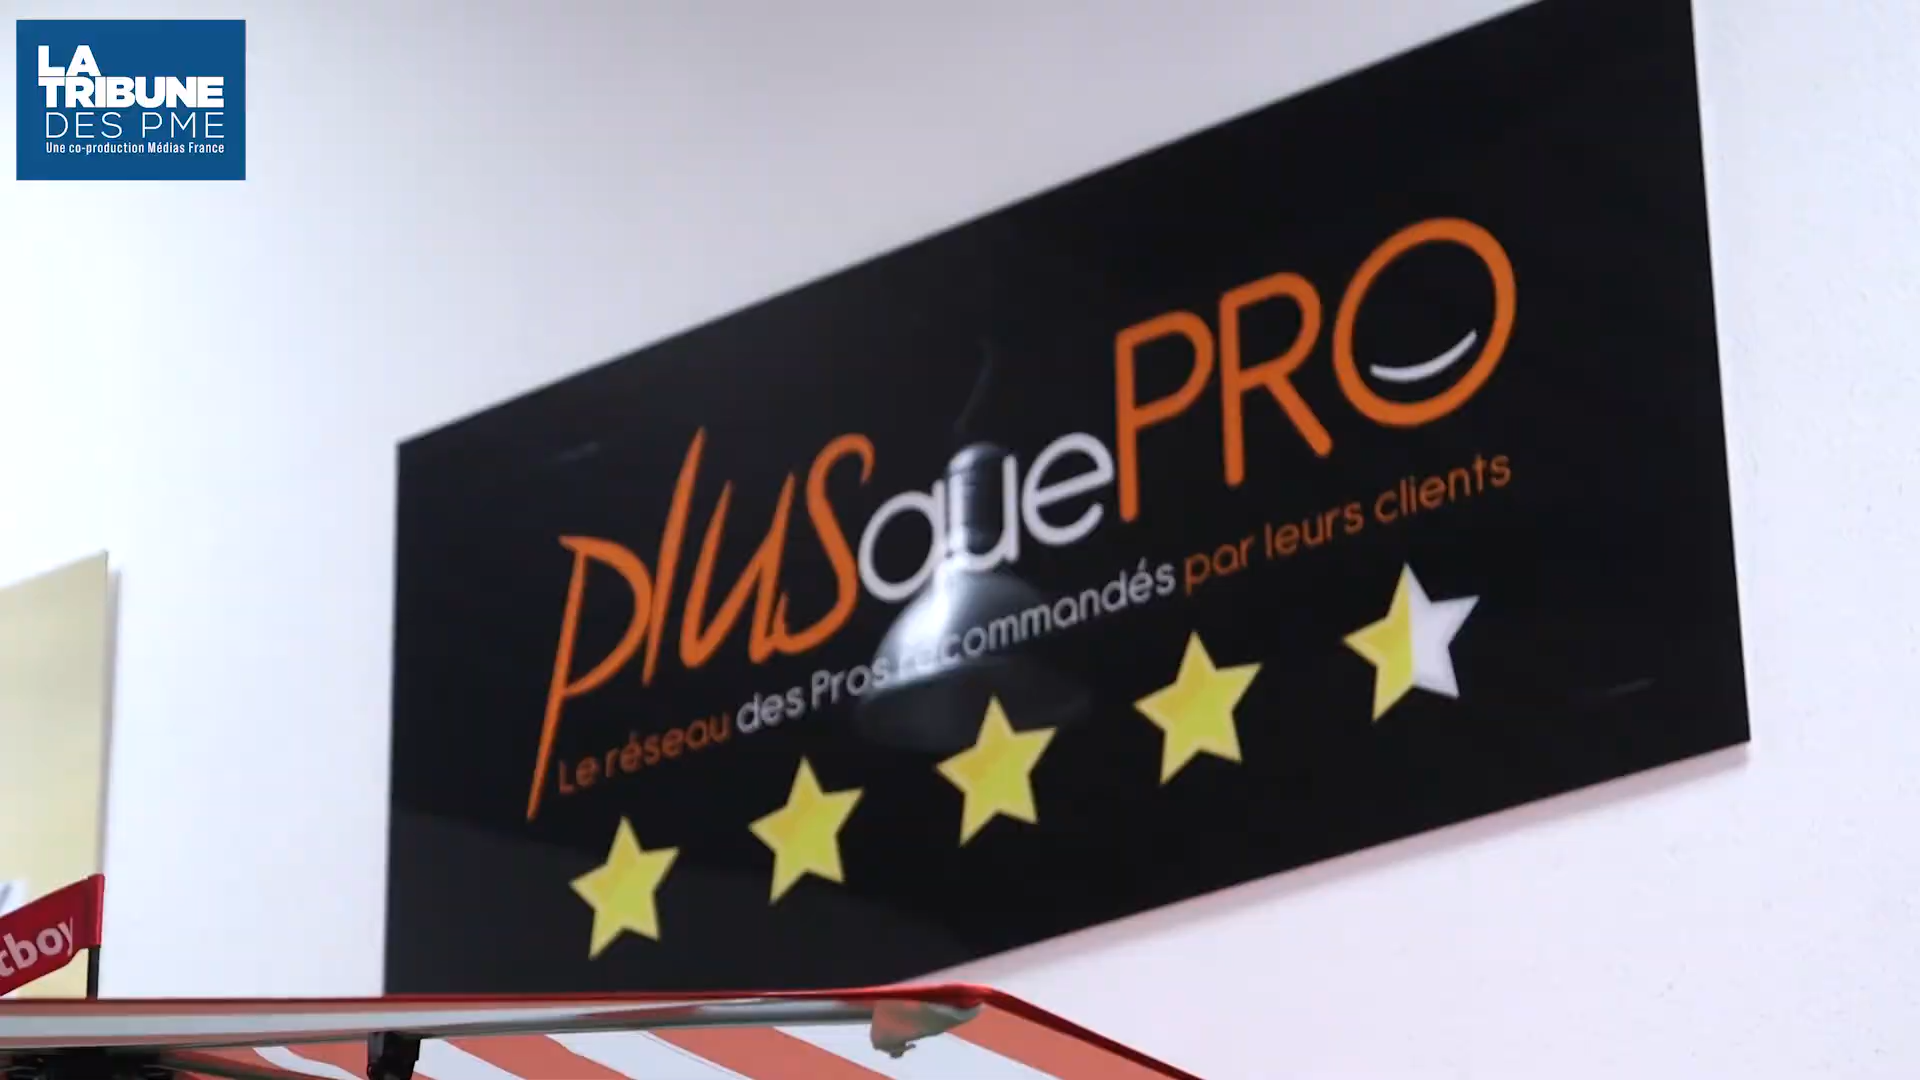 LA
TRIBUNE
DES PME
Une co-production Médias France
plusquePRO
Le réseau des Pros recommandés par leurs clients